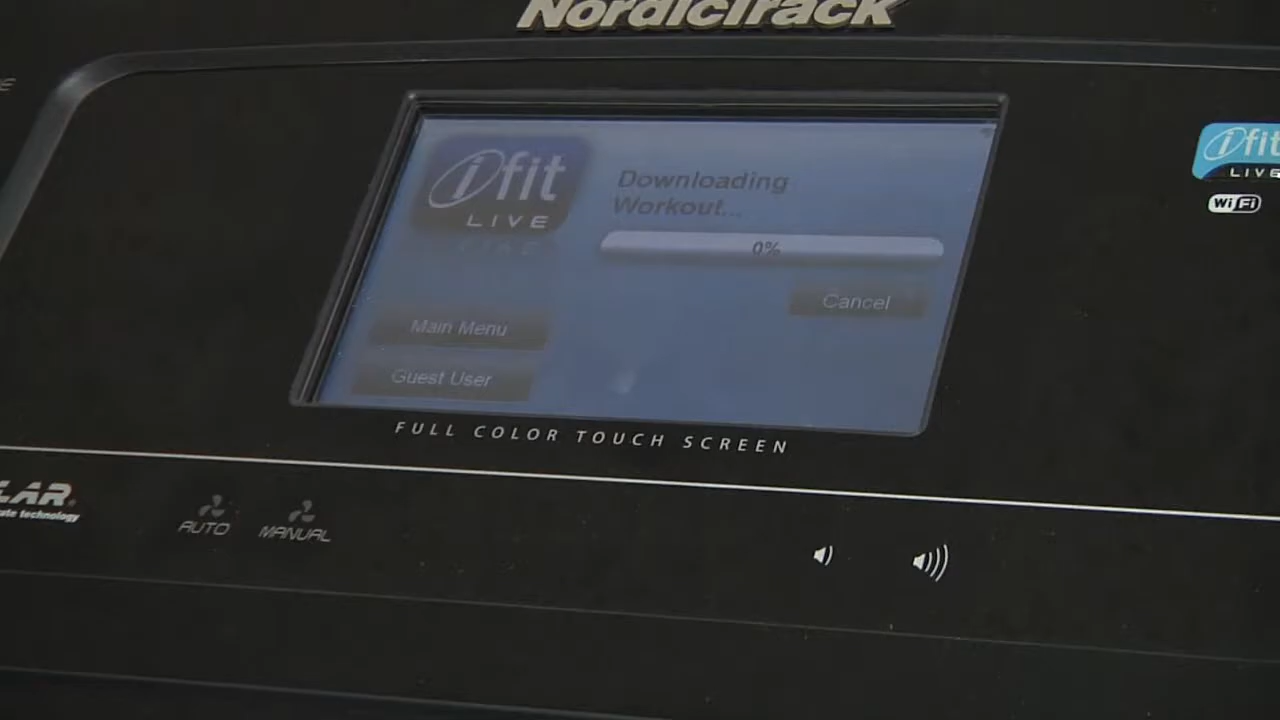 NordicTrack
ifit
LIVE
Downloading
Workout...
0%
Cancel
Main Menu
Guest User
ifit
LIVE
WiFi
FULL COLOR TOUCH SCREEN
technology
AUTO
MANUAL